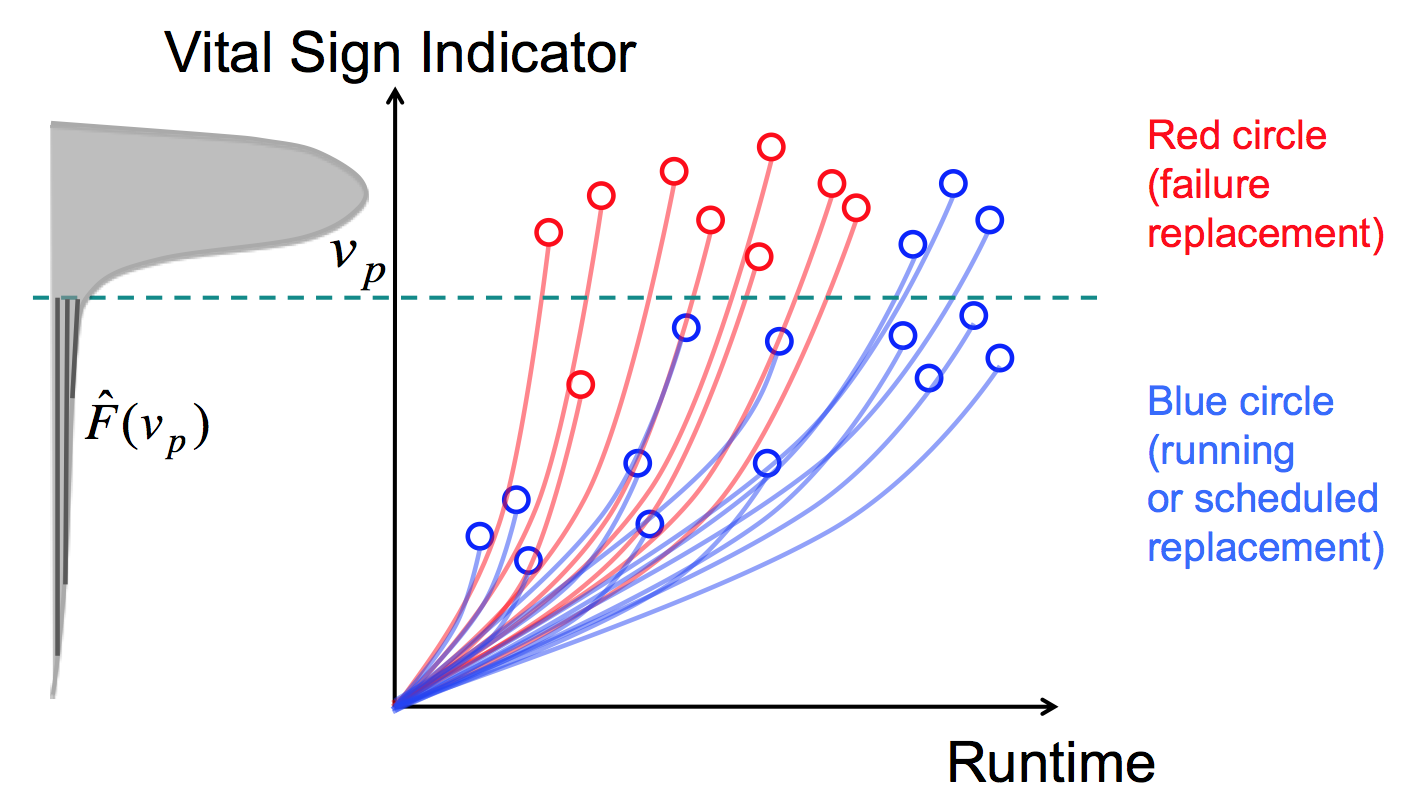 Vital Sign Indicator
Red circle
(failure
replacement)
v_p
F̂(v_p)
Blue circle
(running
or scheduled
replacement)
Runtime